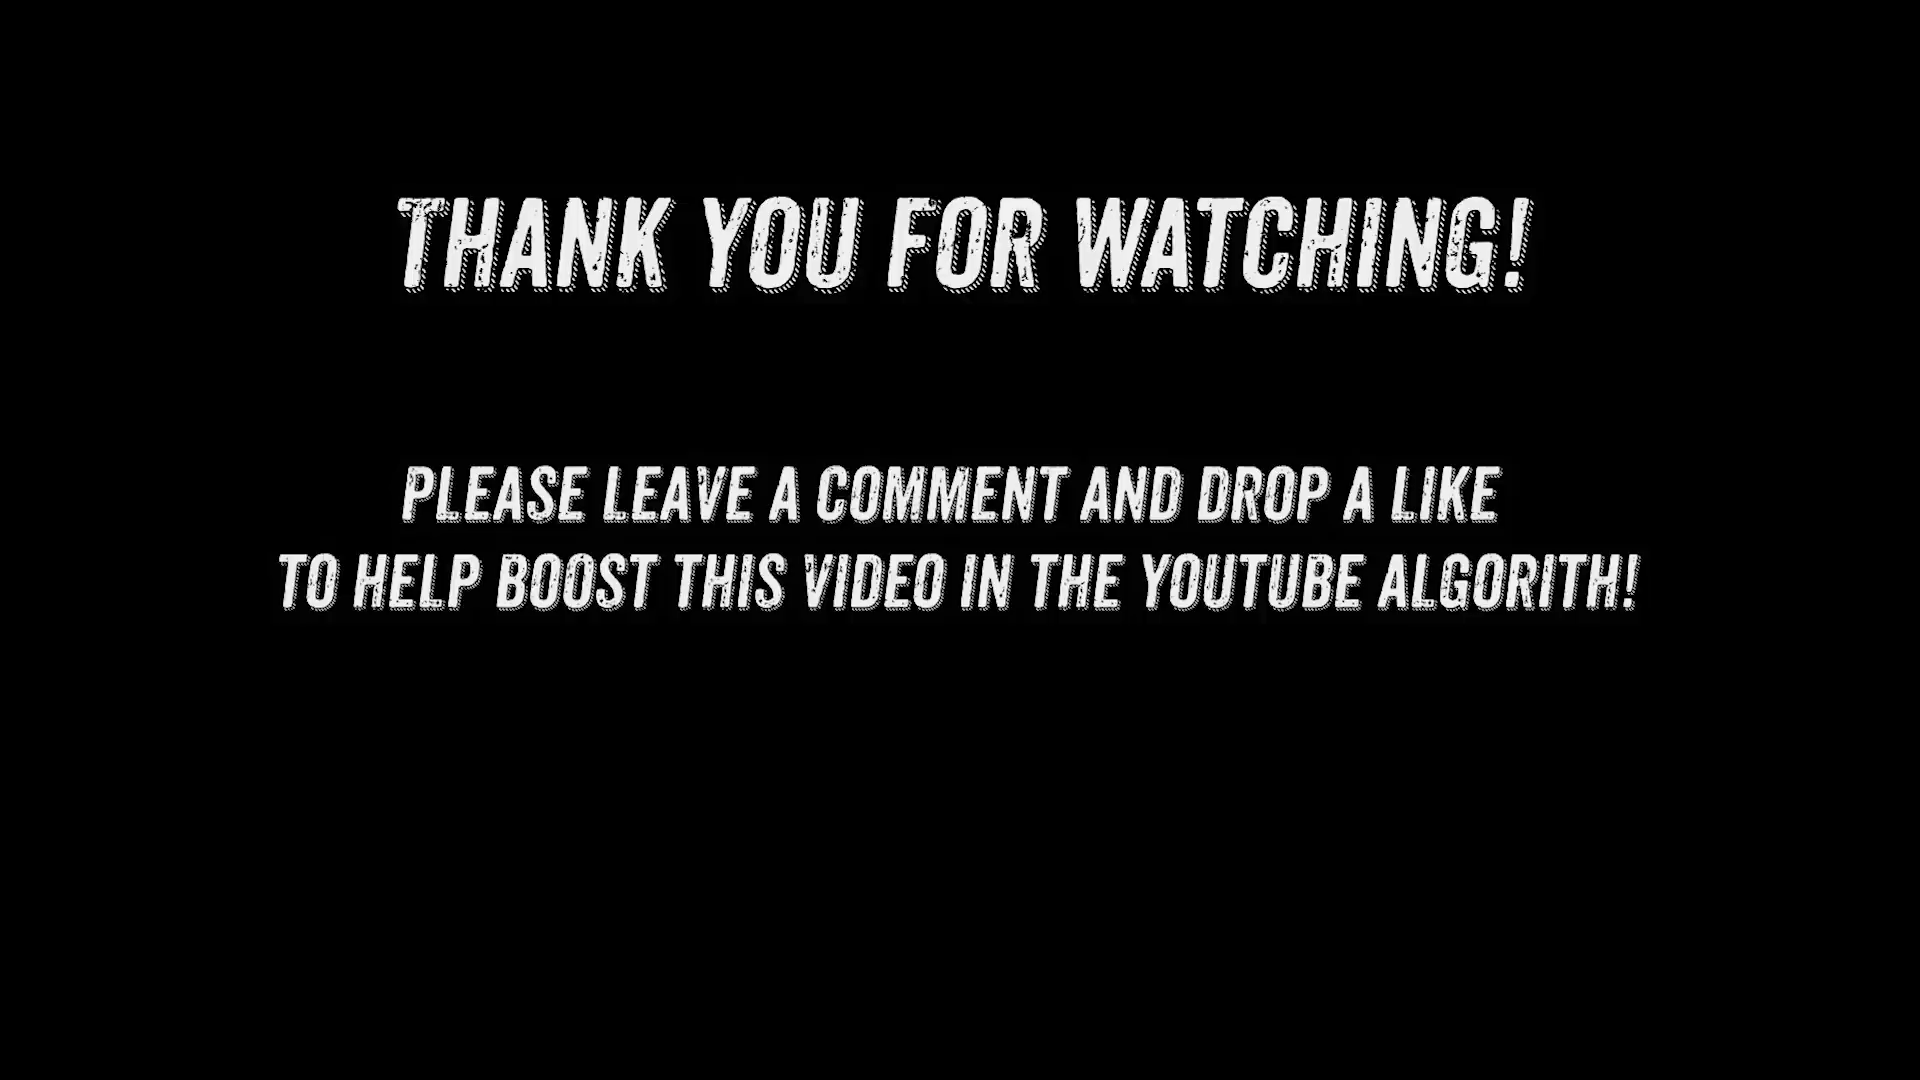 THANK YOU FOR WATCHING!
PLEASE LEAVE A COMMENT AND DROP A LIKE
TO HELP BOOST THIS VIDEO IN THE YOUTUBE ALGORITH!